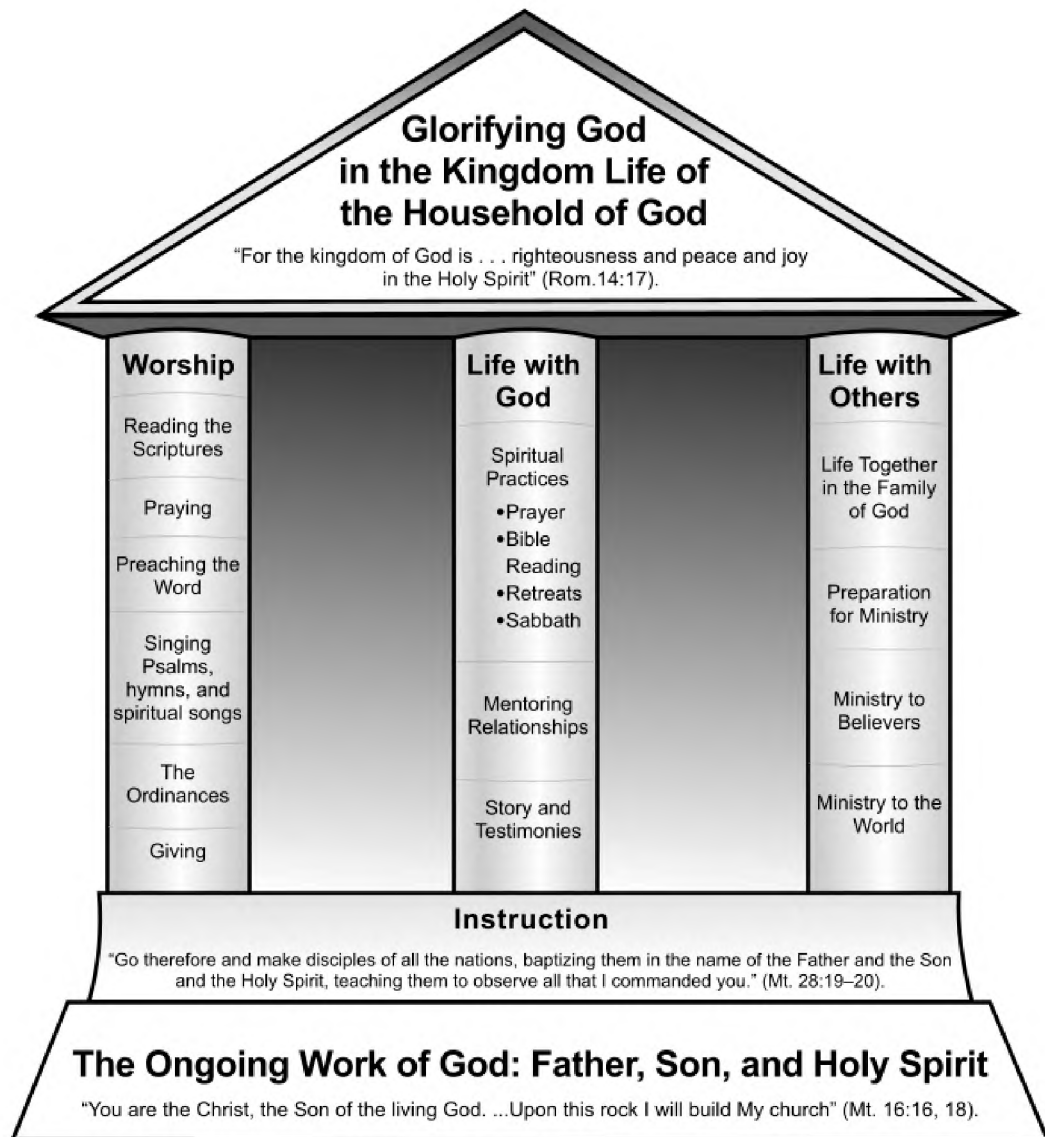 Glorifying God
in the Kingdom Life of
the Household of God
“For the kingdom of God is . . . righteousness and peace and joy
in the Holy Spirit” (Rom.14:17).
Worship
Reading the
Scriptures
Praying
Preaching the
Word
Singing
Psalms,
hymns, and
spiritual songs
The
Ordinances
Giving
Life with
God
Spiritual
Practices
•Prayer
•Bible
Reading
•Retreats
•Sabbath
Mentoring
Relationships
Story and
Testimonies
Life with
Others
Life Together
in the Family
of God
Preparation
for Ministry
Ministry to
Believers
Ministry to the
World
Instruction
“Go therefore and make disciples of all the nations, baptizing them in the name of the Father and the Son
and the Holy Spirit, teaching them to observe all that I commanded you.” (Mt. 28:19–20).
The Ongoing Work of God: Father, Son, and Holy Spirit
“You are the Christ, the Son of the living God. ...Upon this rock I will build My church” (Mt. 16:16, 18).